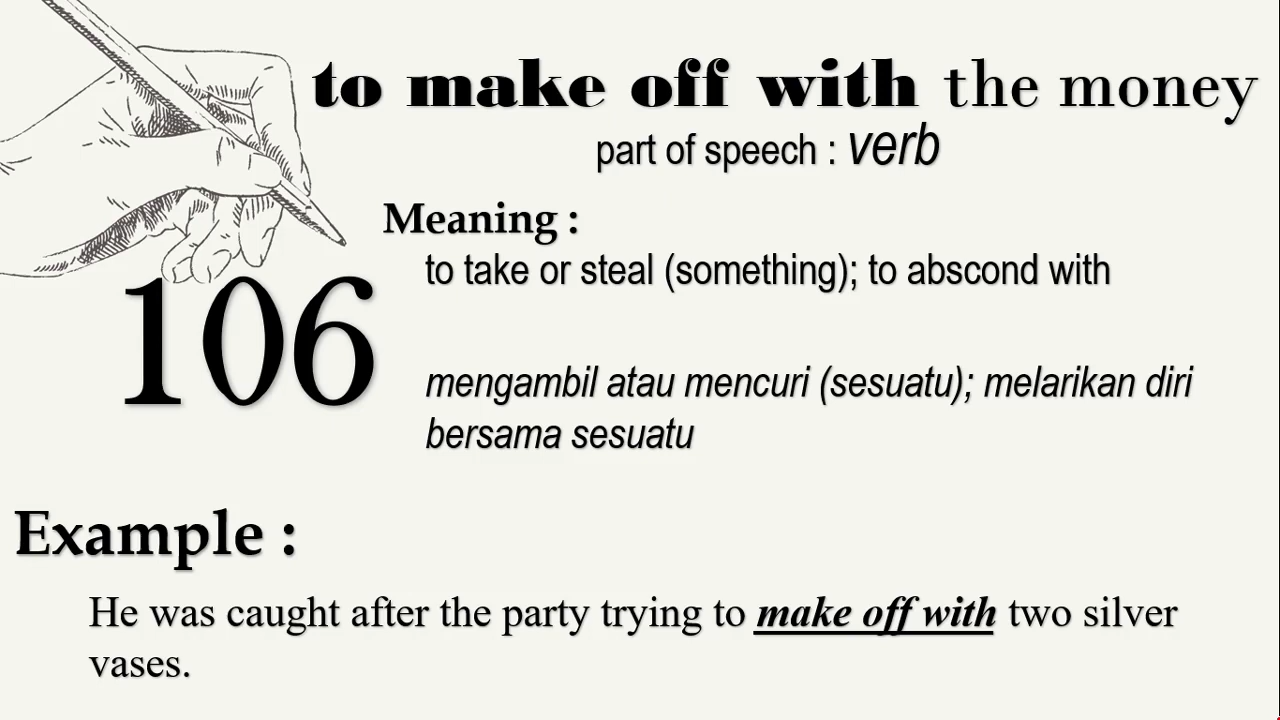 to make off with the money
part of speech : verb
Meaning :
to take or steal (something); to abscond with
106
mengambil atau mencuri (sesuatu); melarikan diri
bersama sesuatu
Example :
He was caught after the party trying to make off with two silver
vases.